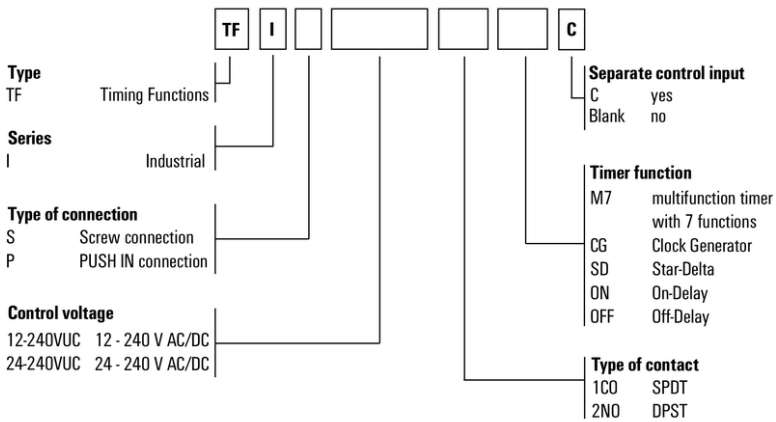 TF I C
Type
TF Timing Functions
Series
I Industrial
Type of connection
S Screw connection
P PUSH IN connection
Control voltage
12-240VUC 12 - 240 V AC/DC
24-240VUC 24 - 240 V AC/DC
Separate control input
C yes
Blank no
Timer function
M7 multifunction timer
with 7 functions
CG Clock Generator
SD Star-Delta
ON On-Delay
OFF Off-Delay
Type of contact
1CO SPDT
2NO DPST